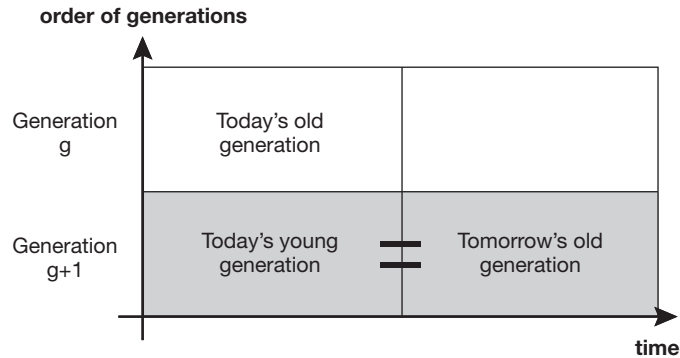 order of generations
Generation
g
Today's old
generation
Generation
g+1
Today's young
generation
=
Tomorrow's old
generation
time